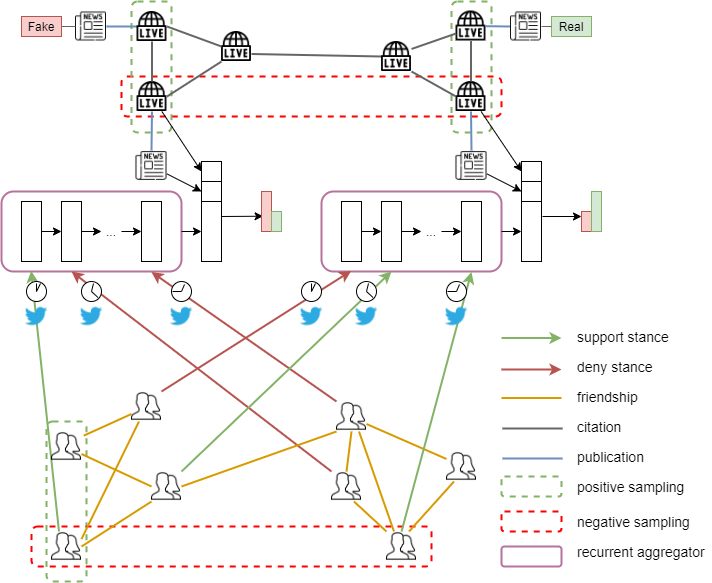 NEWS
NEWS
Fake
LIVE
LIVE
LIVE
LIVE
Real
LIVE
LIVE
NEWS
NEWS
...
...
support stance
deny stance
friendship
citation
publication
positive sampling
negative sampling
recurrent aggregator